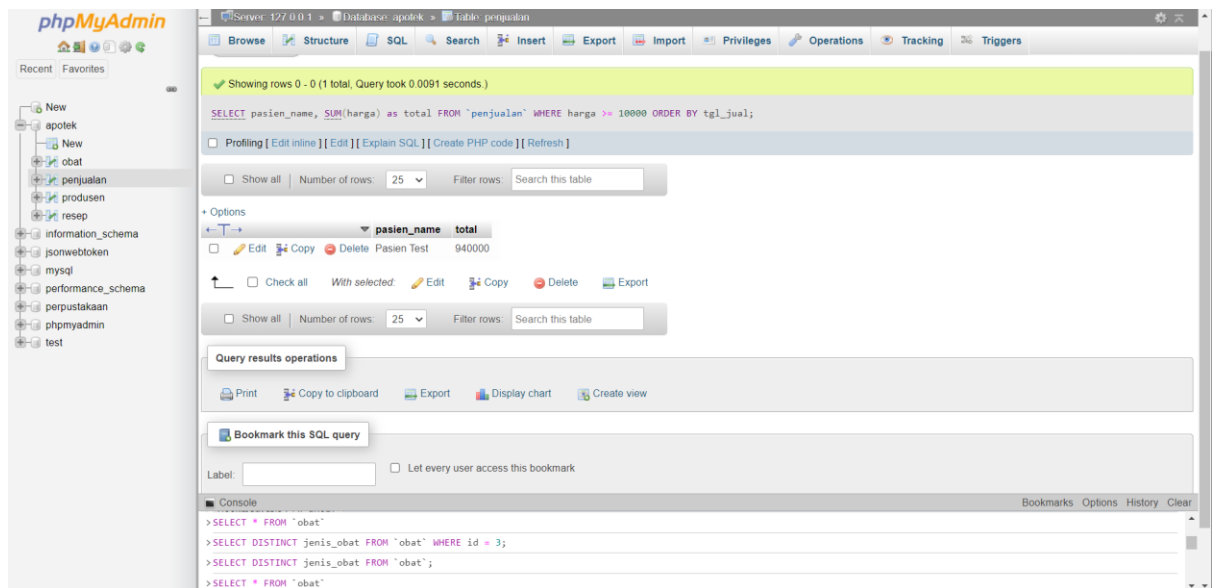 phpMyAdmin
Recent Favorites
New
apotek
New
obat
penjualan
produsen
resep
information_schema
jsonwebtoken
mysql
performance_schema
perpustakaan
phpmyadmin
test
Server: 127.0.0.1 » Database: apotek » Table: penjualan
Browse Structure SQL Search Insert Export Import Privileges Operations Tracking Triggers
Showing rows 0 - 0 (1 total, Query took 0.0091 seconds.)
SELECT pasien_name, SUM(harga) as total FROM `penjualan` WHERE harga >= 10000 ORDER BY tgl_jual;
Profiling [ Edit inline ] [ Edit ] [ Explain SQL ] [ Create PHP code ] [ Refresh ]
Show all | Number of rows: 25 Filter rows: Search this table
+ Options
←T→ pasien_name total
Edit Copy Delete Pasien Test 940000
Check all With selected: Edit Copy Delete Export
Show all | Number of rows: 25 Filter rows: Search this table
Query results operations
Print Copy to clipboard Export Display chart Create view
Bookmark this SQL query
Label: Let every user access this bookmark
Console Bookmarks Options History Clear
>SELECT * FROM `obat`
>SELECT DISTINCT jenis_obat FROM `obat` WHERE id = 3;
>SELECT DISTINCT jenis_obat FROM `obat`;
>SELECT * FROM `obat`